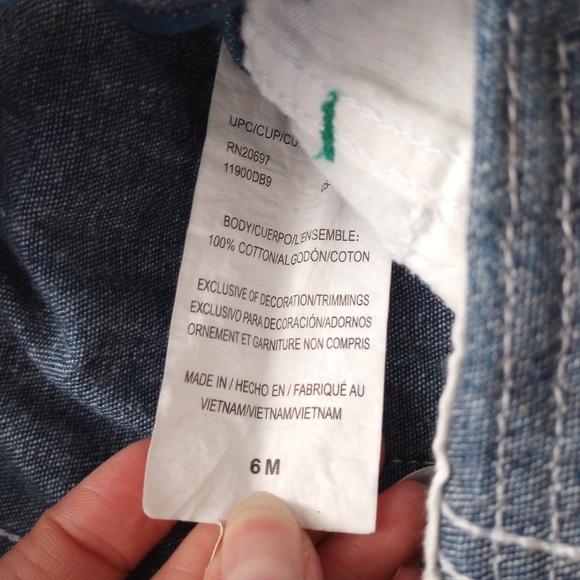 UPC/CUP/CU
RN20697
11900DB9
BODY/CUERPO/L'ENSEMBLE:
100% COTTON/ALGODÓN/COTON
EXCLUSIVE OF DECORATION/TRIMMINGS
EXCLUSIVO PARA DECORACIÓN/ADORNOS
ORNEMENT ET GARNITURE NON COMPRIS
MADE IN / HECHO EN / FABRIQUÉ AU
VIETNAM/VIETNAM/VIETNAM
6 M